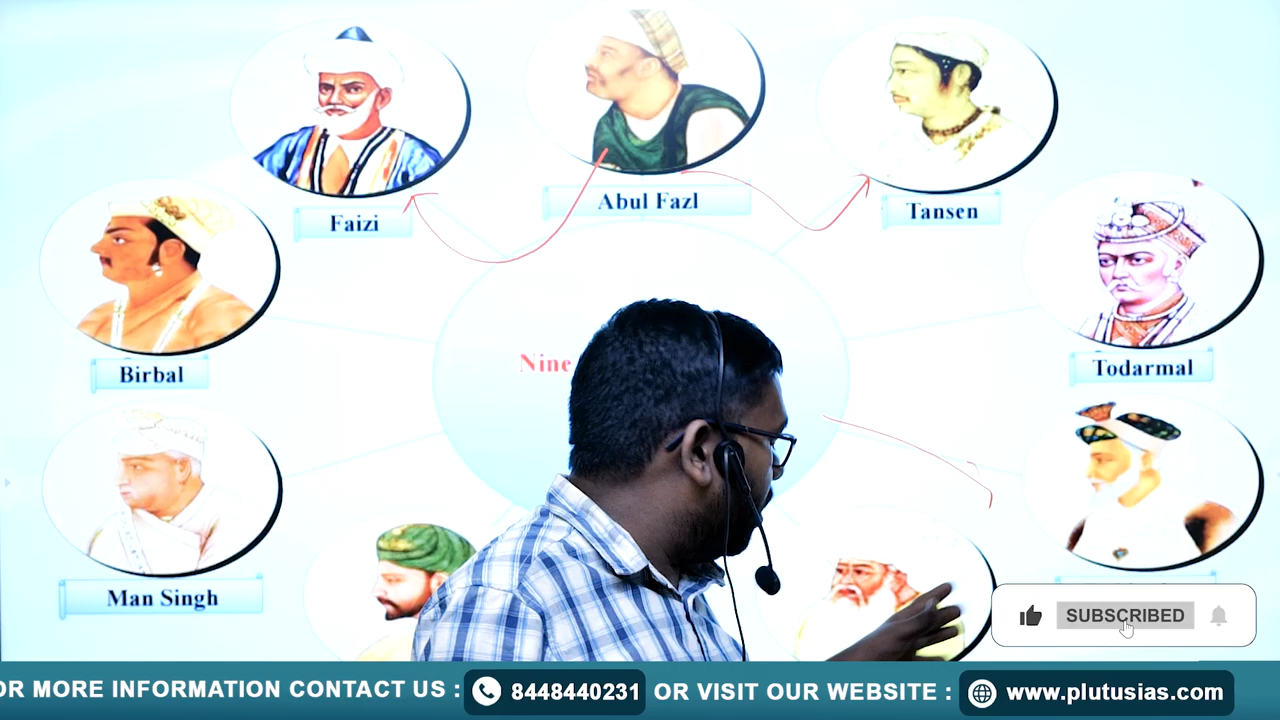 Faizi
Abul Fazl
Tansen
Birbal
Todarmal
Nine
Man Singh
SUBSCRIBED
OR MORE INFORMATION CONTACT US :
8448440231
OR VISIT OUR WEBSITE :
www.plutusias.com